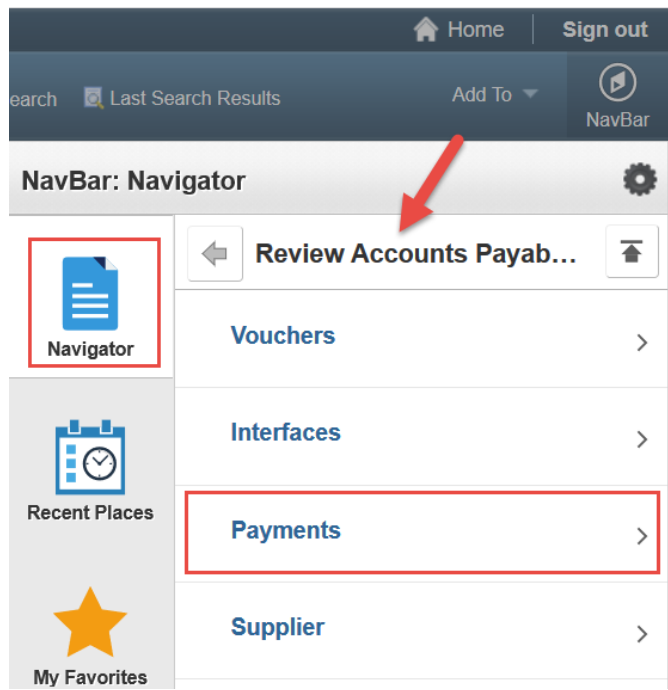 Home Sign out
earch Last Search Results Add To NavBar
NavBar: Navigator
Review Accounts Payab...
Navigator
Vouchers
Interfaces
Recent Places
Payments
Supplier
My Favorites